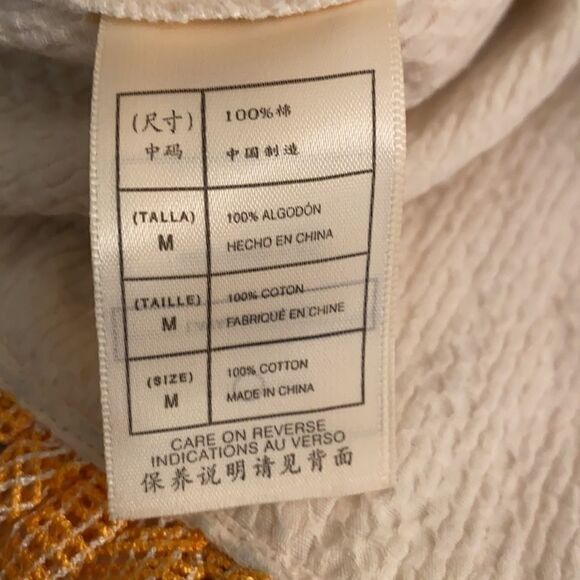 (尺寸) 100%棉
中码 中国制造
(TALLA) 100% ALGODÓN
M HECHO EN CHINA
(TAILLE) 100% COTON
M FABRIQUÉ EN CHINE
(SIZE) 100% COTTON
M MADE IN CHINA
CARE ON REVERSE
INDICATIONS AU VERSO
保养说明请见背面